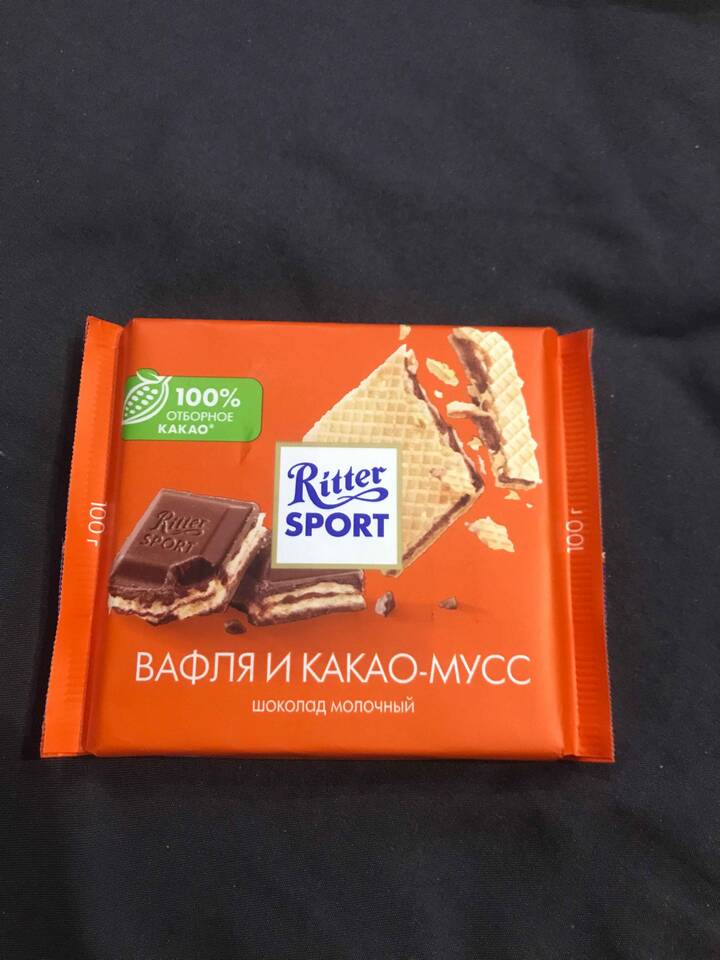 100%
ОТБОРНОЕ
КАКАО*
Ritter
SPORT
Ritter
SPORT
100 г
100 г
ВАФЛЯ И КАКАО-МУСС
шоколад молочный